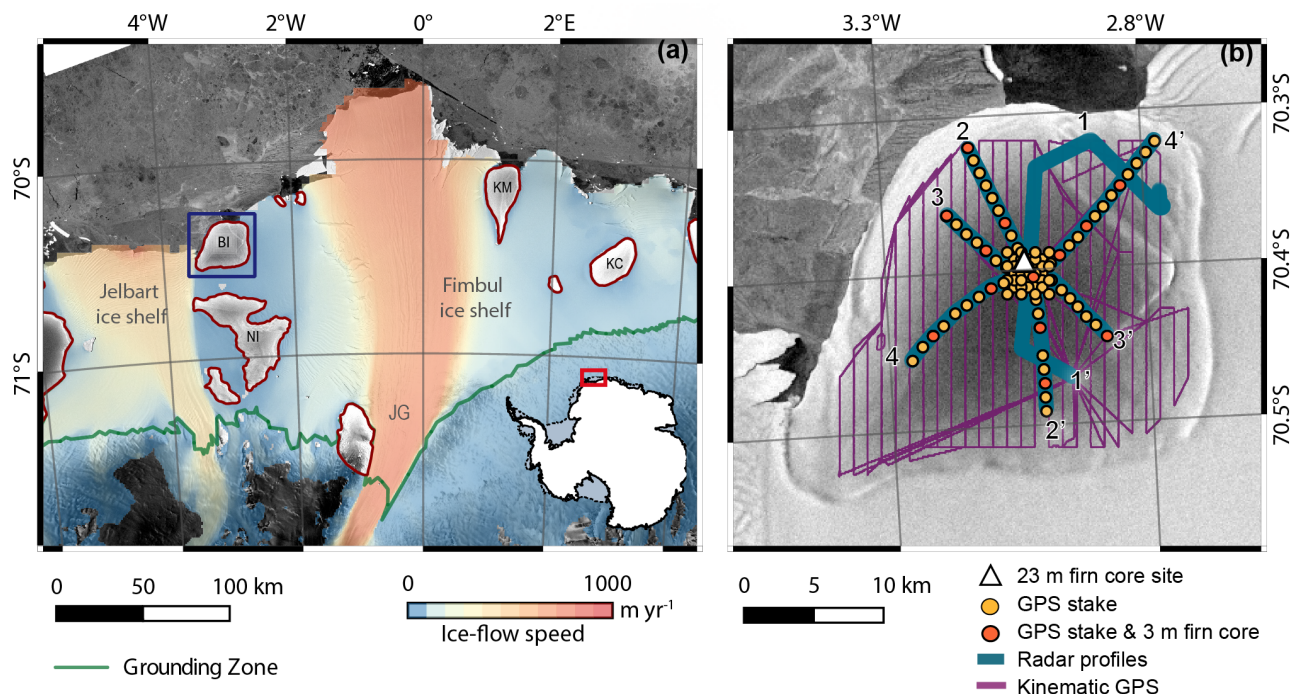 4°W 2°W 0° 2°E
(a)
70°S
71°S
KM
BI
KC
NI
Jelbart
ice shelf
Fimbul
ice shelf
JG
0 50 100 km
0 1000
m yr⁻¹
Ice-flow speed
Grounding Zone
3.3°W 2.8°W
(b)
70.3°S
70.4°S
70.5°S
1
2
4'
3
4
3'
1'
2'
0 5 10 km
23 m firn core site
GPS stake
GPS stake & 3 m firn core
Radar profiles
Kinematic GPS